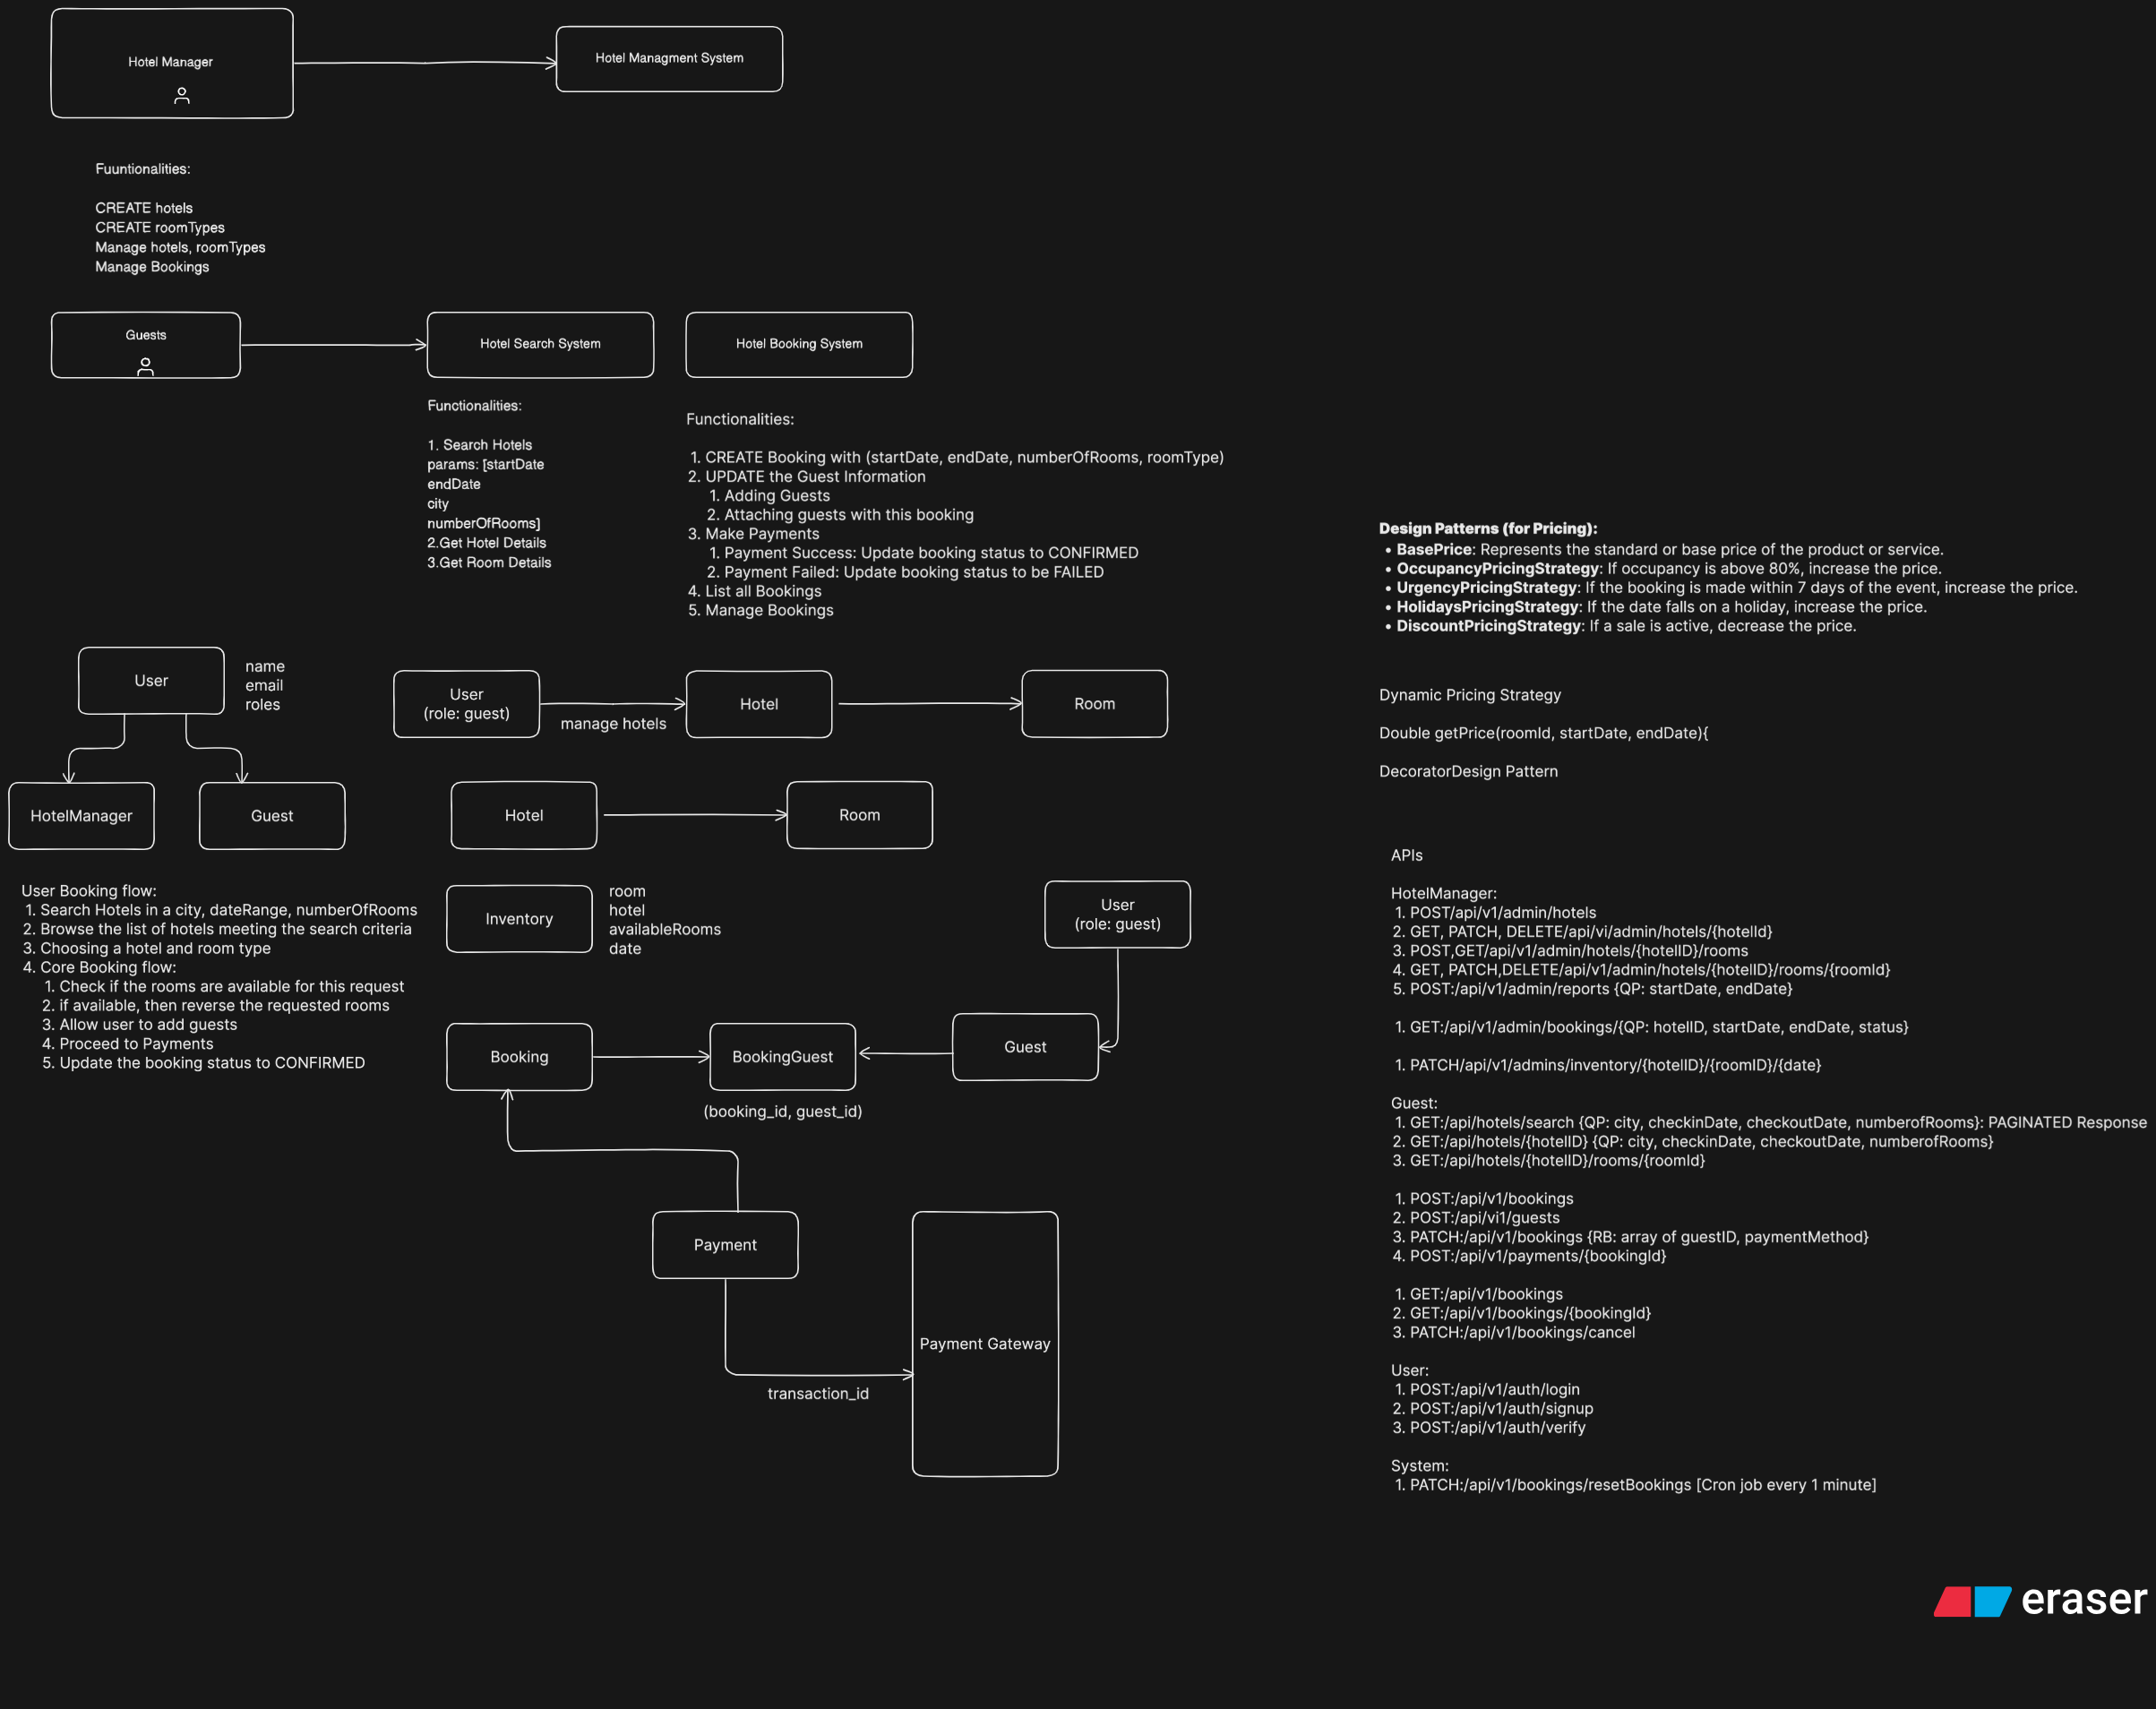 Hotel Manager
Hotel Managment System
Fuuntionalities:
CREATE hotels
CREATE roomTypes
Manage hotels, roomTypes
Manage Bookings
Guests
Hotel Search System
Hotel Booking System
Functionalities:
1. Search Hotels
params: [startDate
endDate
city
numberOfRooms]
2.Get Hotel Details
3.Get Room Details
Functionalities:
1. CREATE Booking with (startDate, endDate, numberOfRooms, roomType)
2. UPDATE the Guest Information
1. Adding Guests
2. Attaching guests with this booking
3. Make Payments
1. Payment Success: Update booking status to CONFIRMED
2. Payment Failed: Update booking status to be FAILED
4. List all Bookings
5. Manage Bookings
User
name
email
roles
HotelManager
Guest
User
(role: guest)
manage hotels
Hotel
Room
Hotel
Room
User Booking flow:
1. Search Hotels in a city, dateRange, numberOfRooms
2. Browse the list of hotels meeting the search criteria
3. Choosing a hotel and room type
4. Core Booking flow:
1. Check if the rooms are available for this request
2. if available, then reverse the requested rooms
3. Allow user to add guests
4. Proceed to Payments
5. Update the booking status to CONFIRMED
Inventory
room
hotel
availableRooms
date
User
(role: guest)
Booking
BookingGuest
(booking_id, guest_id)
Guest
Payment
transaction_id
Payment Gateway
Design Patterns (for Pricing):
• BasePrice: Represents the standard or base price of the product or service.
• OccupancyPricingStrategy: If occupancy is above 80%, increase the price.
• UrgencyPricingStrategy: If the booking is made within 7 days of the event, increase the price.
• HolidaysPricingStrategy: If the date falls on a holiday, increase the price.
• DiscountPricingStrategy: If a sale is active, decrease the price.
Dynamic Pricing Strategy
Double getPrice(roomId, startDate, endDate){
DecoratorDesign Pattern
APIs
HotelManager:
1. POST/api/v1/admin/hotels
2. GET, PATCH, DELETE/api/vi/admin/hotels/{hotelId}
3. POST,GET/api/v1/admin/hotels/{hotelID}/rooms
4. GET, PATCH,DELETE/api/v1/admin/hotels/{hotelID}/rooms/{roomId}
5. POST:/api/v1/admin/reports {QP: startDate, endDate}
1. GET:/api/v1/admin/bookings/{QP: hotelID, startDate, endDate, status}
1. PATCH/api/v1/admins/inventory/{hotelID}/{roomID}/{date}
Guest:
1. GET:/api/hotels/search {QP: city, checkinDate, checkoutDate, numberofRooms}: PAGINATED Response
2. GET:/api/hotels/{hotelID} {QP: city, checkinDate, checkoutDate, numberofRooms}
3. GET:/api/hotels/{hotelID}/rooms/{roomId}
1. POST:/api/v1/bookings
2. POST:/api/vi1/guests
3. PATCH:/api/v1/bookings {RB: array of guestID, paymentMethod}
4. POST:/api/v1/payments/{bookingId}
1. GET:/api/v1/bookings
2. GET:/api/v1/bookings/{bookingId}
3. PATCH:/api/v1/bookings/cancel
User:
1. POST:/api/v1/auth/login
2. POST:/api/v1/auth/signup
3. POST:/api/v1/auth/verify
System:
1. PATCH:/api/v1/bookings/resetBookings [Cron job every 1 minute]
eraser